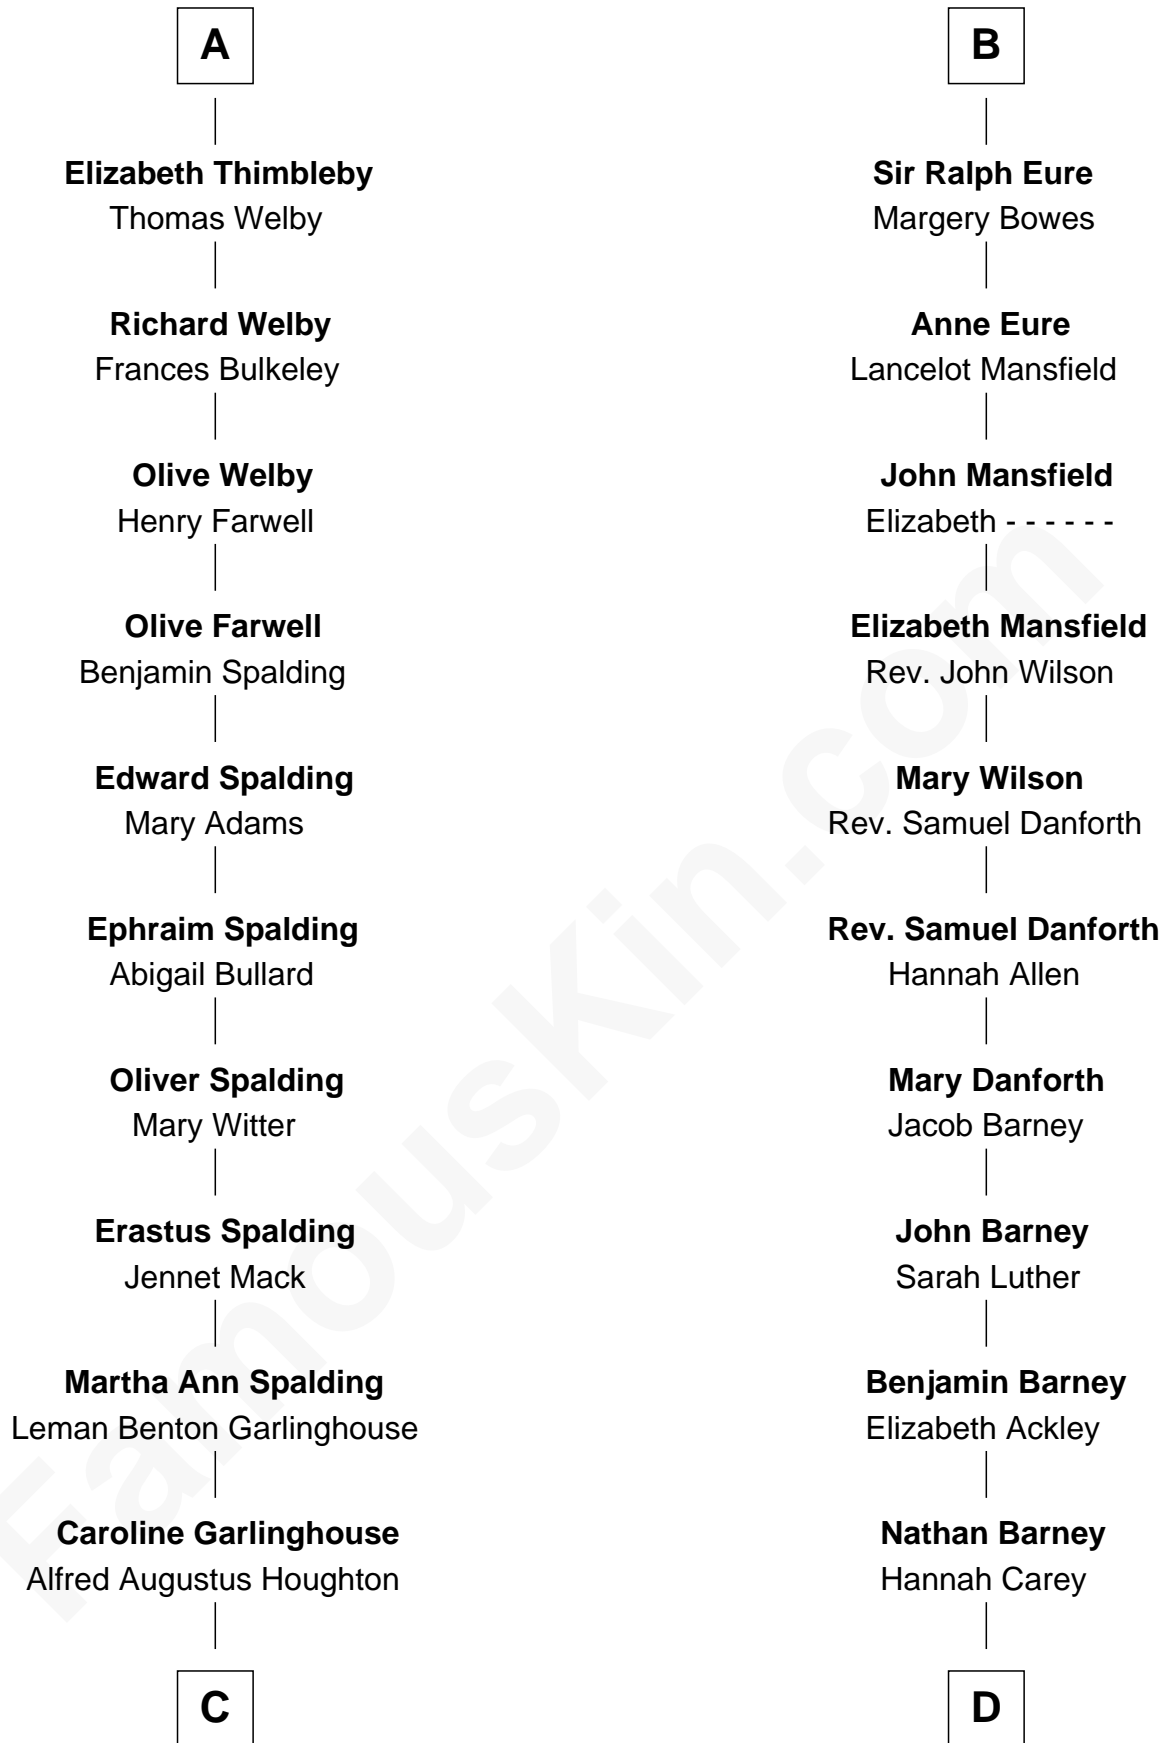 A
Elizabeth Thimbleby
Thomas Welby
Richard Welby
Frances Bulkeley
Olive Welby
Henry Farwell
Olive Farwell
Benjamin Spalding
Edward Spalding
Mary Adams
Ephraim Spalding
Abigail Bullard
Oliver Spalding
Mary Witter
Erastus Spalding
Jennet Mack
Martha Ann Spalding
Leman Benton Garlinghouse
Caroline Garlinghouse
Alfred Augustus Houghton
C
B
Sir Ralph Eure
Margery Bowes
Anne Eure
Lancelot Mansfield
John Mansfield
Elizabeth - - - - - -
Elizabeth Mansfield
Rev. John Wilson
Mary Wilson
Rev. Samuel Danforth
Rev. Samuel Danforth
Hannah Allen
Mary Danforth
Jacob Barney
John Barney
Sarah Luther
Benjamin Barney
Elizabeth Ackley
Nathan Barney
Hannah Carey
D
FamousKin.com